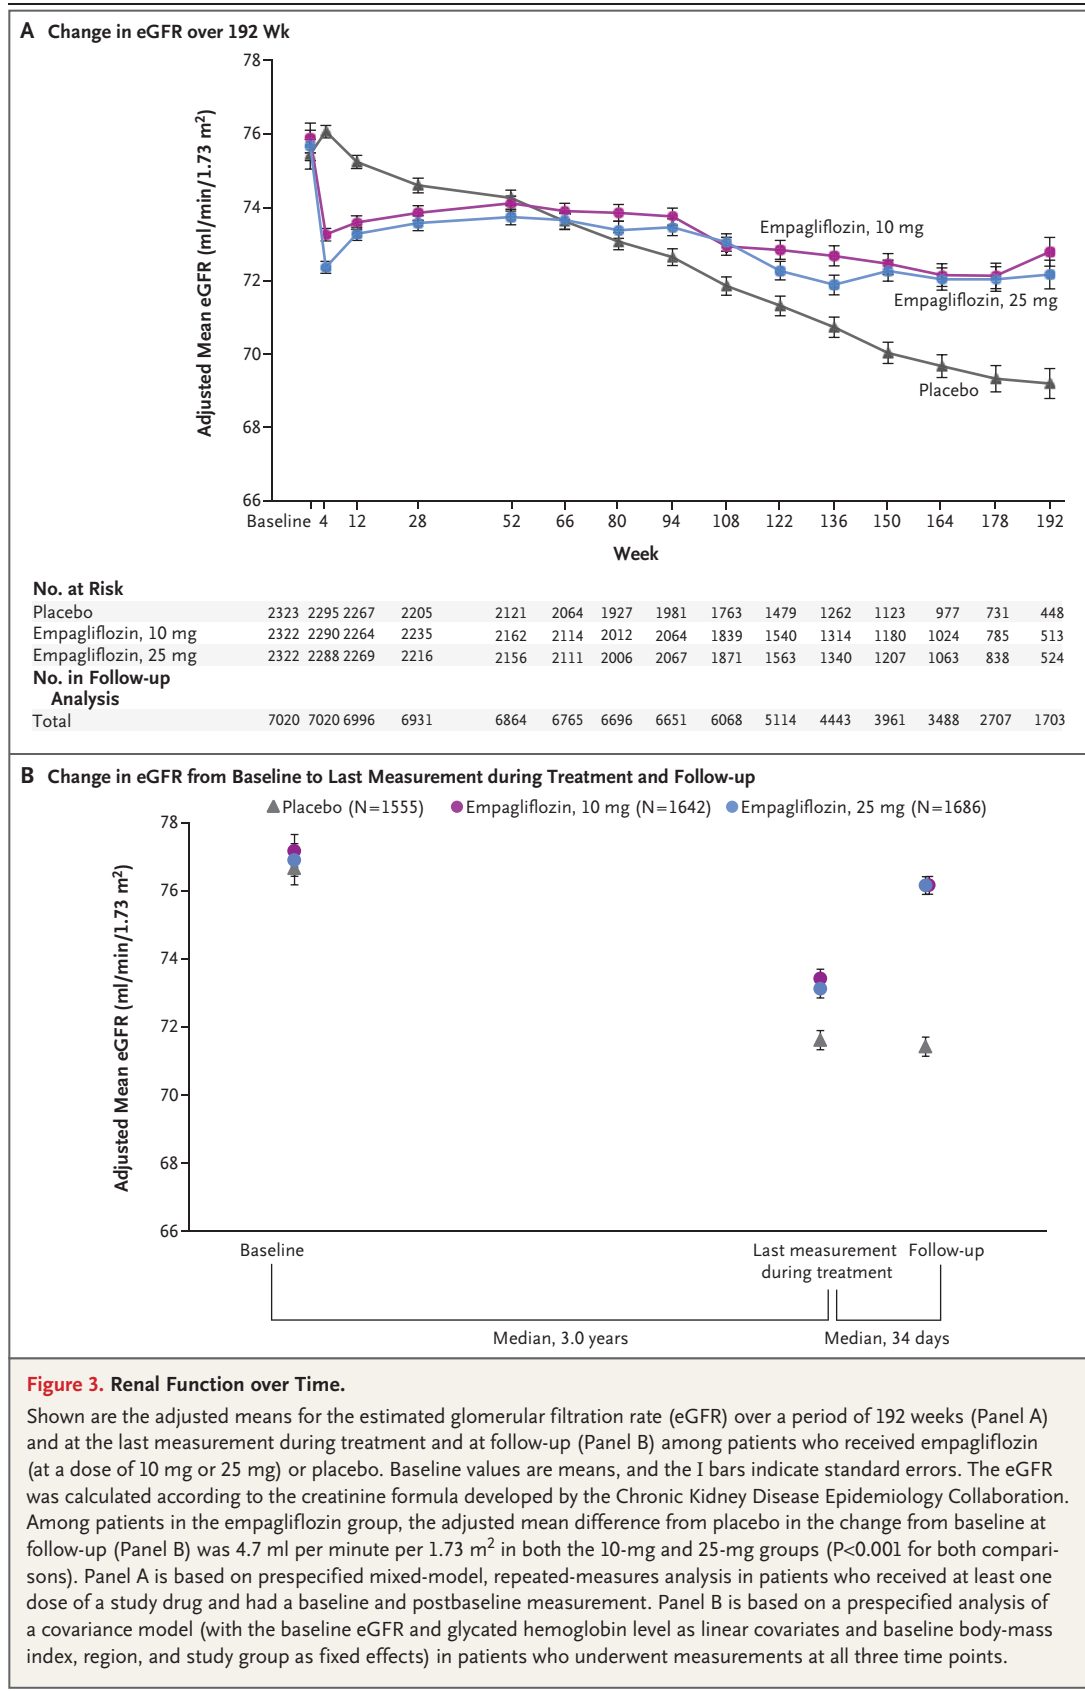 A Change in eGFR over 192 Wk
78
76
74
72
70
68
66
Adjusted Mean eGFR (ml/min/1.73 m²)
Empagliflozin, 10 mg
Empagliflozin, 25 mg
Placebo
Baseline 4 12 28 52 66 80 94 108 122 136 150 164 178 192
Week
No. at Risk
Placebo 2323 2295 2267 2205 2121 2064 1927 1981 1763 1479 1262 1123 977 731 448
Empagliflozin, 10 mg 2322 2290 2264 2235 2162 2114 2012 2064 1839 1540 1314 1180 1024 785 513
Empagliflozin, 25 mg 2322 2288 2269 2216 2156 2111 2006 2067 1871 1563 1340 1207 1063 838 524
No. in Follow-up
Analysis
Total 7020 7020 6996 6931 6864 6765 6696 6651 6068 5114 4443 3961 3488 2707 1703
B Change in eGFR from Baseline to Last Measurement during Treatment and Follow-up
Placebo (N=1555) Empagliflozin, 10 mg (N=1642) Empagliflozin, 25 mg (N=1686)
78
76
74
72
70
68
66
Adjusted Mean eGFR (ml/min/1.73 m²)
Baseline Last measurement Follow-up
during treatment
Median, 3.0 years Median, 34 days
Figure 3. Renal Function over Time.
Shown are the adjusted means for the estimated glomerular filtration rate (eGFR) over a period of 192 weeks (Panel A)
and at the last measurement during treatment and at follow-up (Panel B) among patients who received empagliflozin
(at a dose of 10 mg or 25 mg) or placebo. Baseline values are means, and the I bars indicate standard errors. The eGFR
was calculated according to the creatinine formula developed by the Chronic Kidney Disease Epidemiology Collaboration.
Among patients in the empagliflozin group, the adjusted mean difference from placebo in the change from baseline at
follow-up (Panel B) was 4.7 ml per minute per 1.73 m² in both the 10-mg and 25-mg groups (P<0.001 for both compari-
sons). Panel A is based on prespecified mixed-model, repeated-measures analysis in patients who received at least one
dose of a study drug and had a baseline and postbaseline measurement. Panel B is based on a prespecified analysis of
a covariance model (with the baseline eGFR and glycated hemoglobin level as linear covariates and baseline body-mass
index, region, and study group as fixed effects) in patients who underwent measurements at all three time points.